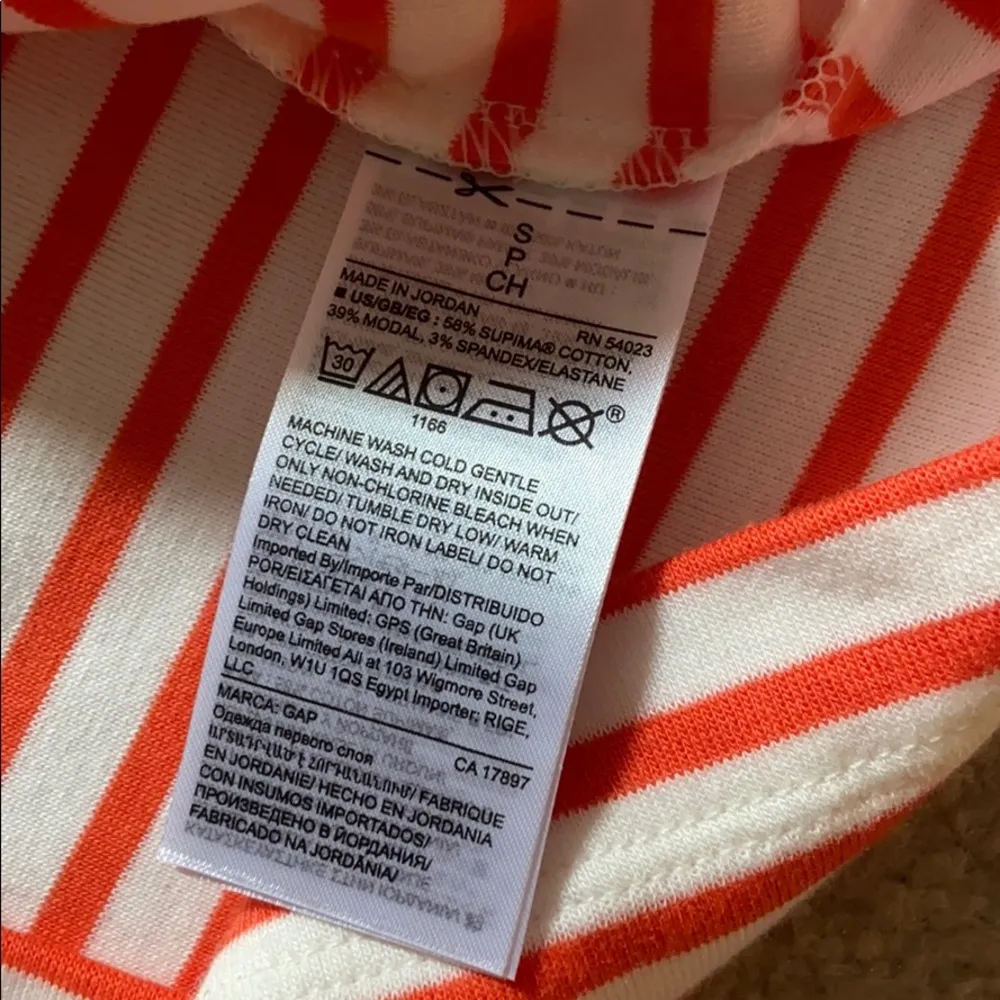 S
P
CH
MADE IN JORDAN RN 54023
■ US/GB/EG : 58% SUPIMA® COTTON,
39% MODAL, 3% SPANDEX/ELASTANE
30 ®
1166
MACHINE WASH COLD GENTLE
CYCLE/ WASH AND DRY INSIDE OUT/
ONLY NON-CHLORINE BLEACH WHEN
NEEDED/ TUMBLE DRY LOW/ WARM
IRON/ DO NOT IRON LABEL/ DO NOT
DRY CLEAN
Imported By/Importe Par/DISTRIBUIDO
POR/ΕΙΣΑΓΕΤΑΙ ΑΠΟ ΤΗΝ: Gap (UK
Holdings) Limited; GPS (Great Britain)
Limited Gap Stores (Ireland) Limited Gap
Europe Limited All at 103 Wigmore Street,
London, W1U 1QS Egypt Importer: RIGE,
LLC
MARCA: GAP CA 17897
Одежда первого слоя
ԱՐՏԱԴՐՎԱԾ Է ՀՈՐԴԱՆԱՆՈՒՄ/ FABRIQUE
EN JORDANIE/ HECHO EN JORDANIA
CON INSUMOS IMPORTADOS/
ПРОИЗВЕДЕНО В ИОРДАНИЯ/
FABRICADO NA JORDÂNIA/